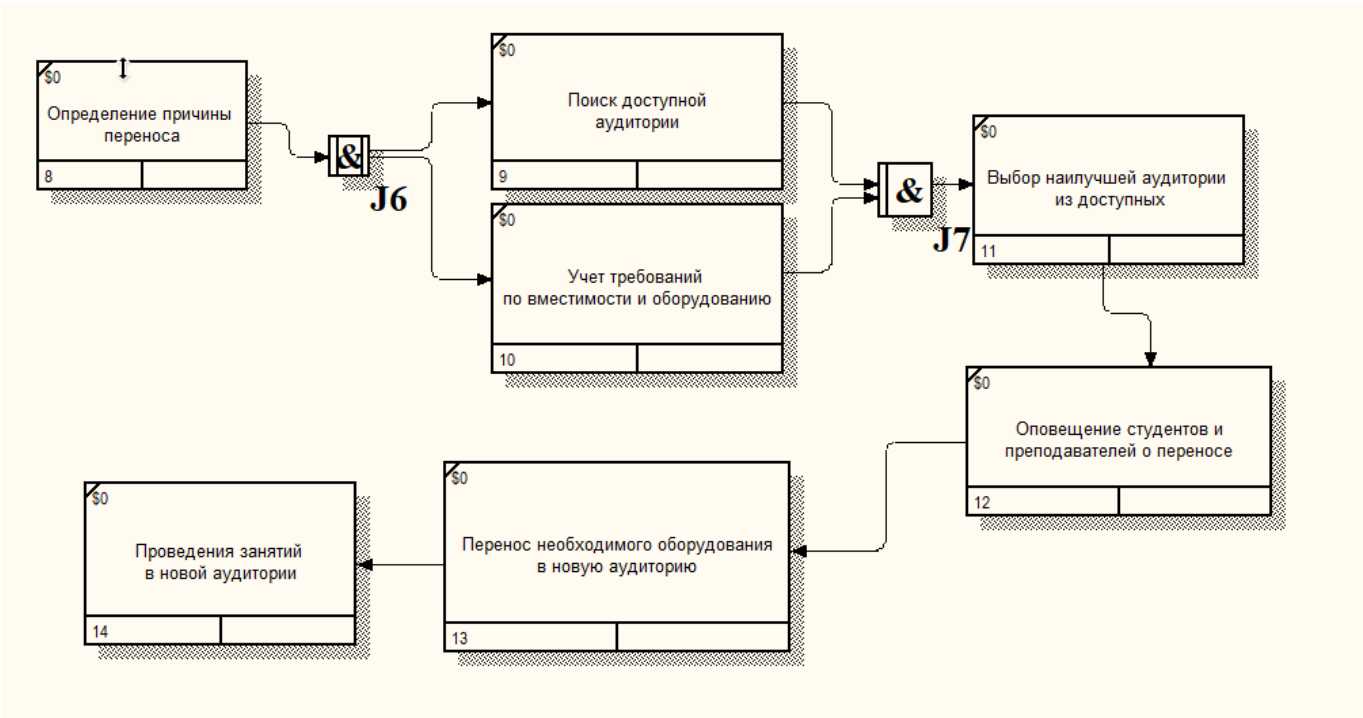 $0
Определение причины
переноса
8
&
J6
$0
Поиск доступной
аудитории
9
$0
Учет требований
по вместимости и оборудованию
10
&
J7
$0
Выбор наилучшей аудитории
из доступных
11
$0
Оповещение студентов и
преподавателей о переносе
12
$0
Перенос необходимого оборудования
в новую аудиторию
13
$0
Проведения занятий
в новой аудитории
14